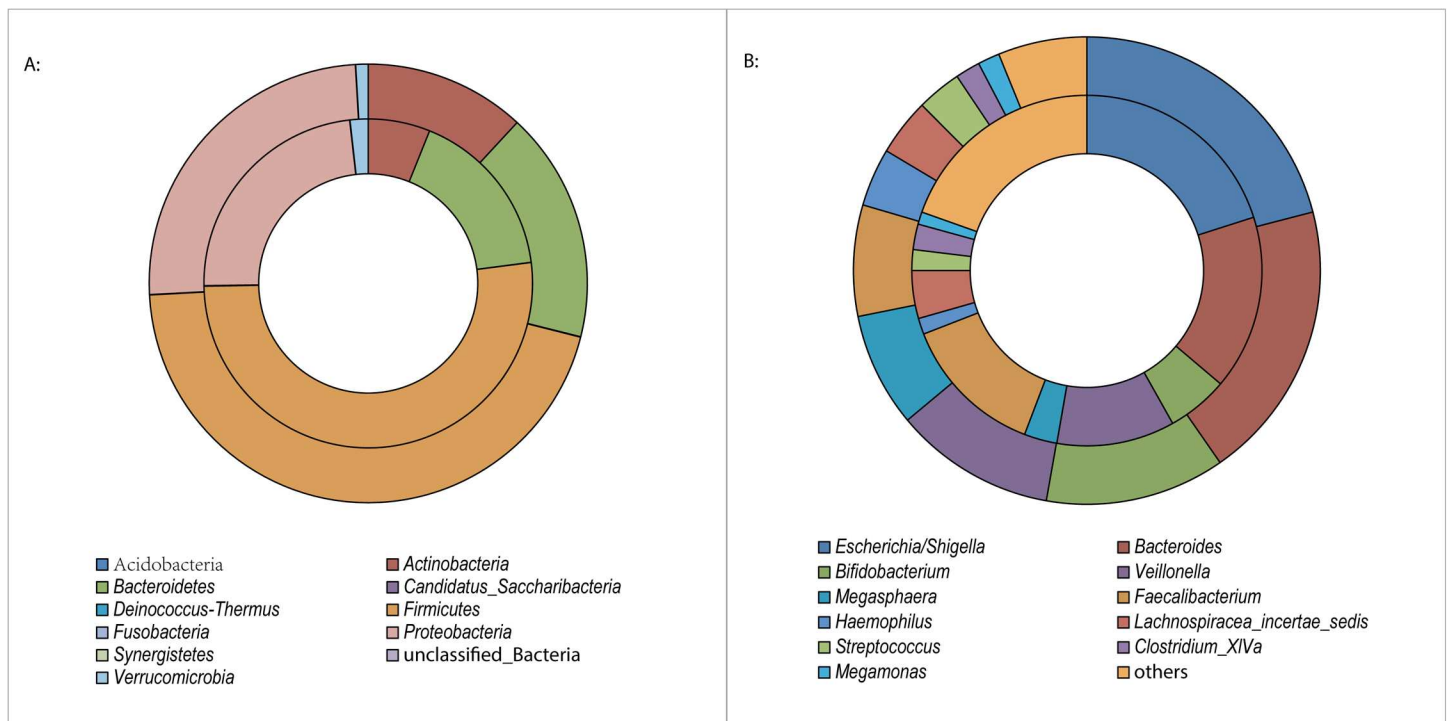 A:
B:
Acidobacteria
Actinobacteria
Bacteroidetes
Candidatus_Saccharibacteria
Deinococcus-Thermus
Firmicutes
Fusobacteria
Proteobacteria
Synergistetes
unclassified_Bacteria
Verrucomicrobia
Escherichia/Shigella
Bacteroides
Bifidobacterium
Veillonella
Megasphaera
Faecalibacterium
Haemophilus
Lachnospiracea_incertae_sedis
Streptococcus
Clostridium_XlVa
Megamonas
others